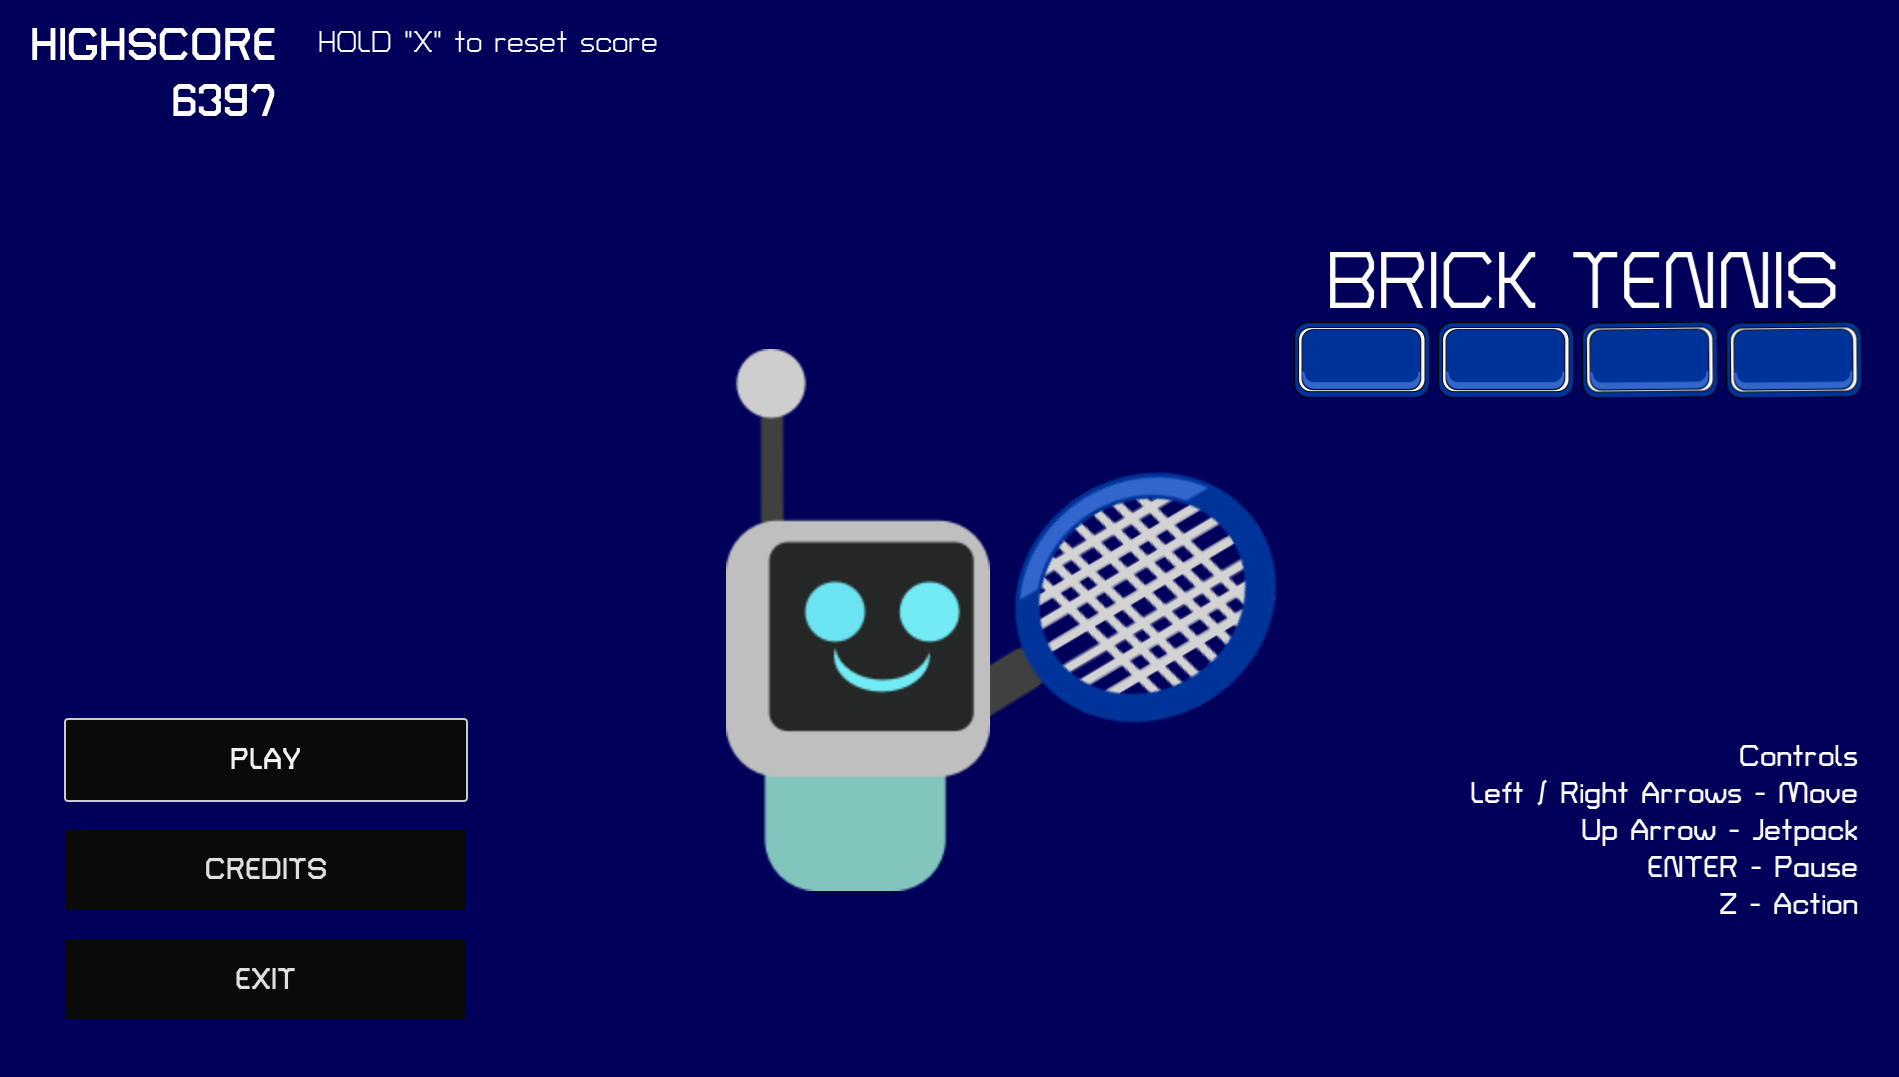 HIGHSCORE
6397
HOLD "X" to reset score
BRICK TENNIS
PLAY
CREDITS
EXIT
Controls
Left / Right Arrows - Move
Up Arrow - Jetpack
ENTER - Pause
Z - Action